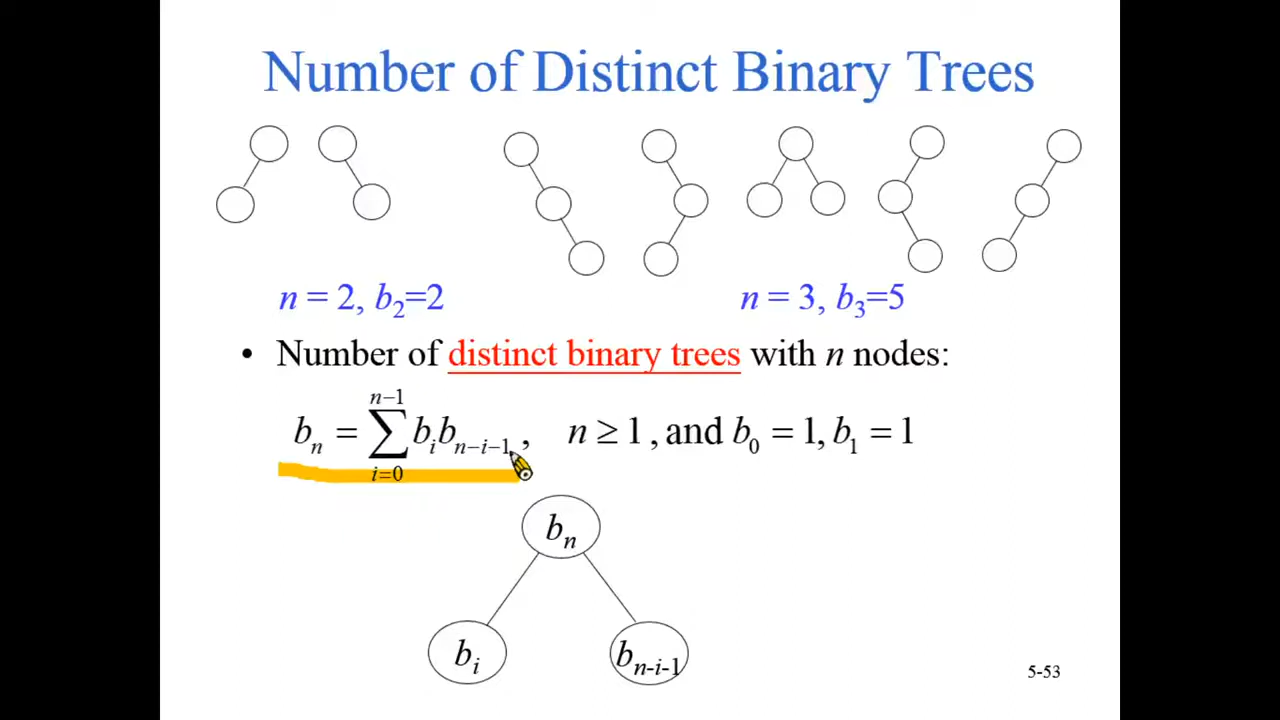 Number of Distinct Binary Trees
n = 2, b₂=2
n = 3, b₃=5
• Number of distinct binary trees with n nodes:
bₙ = ∑ᵢ₌₀ⁿ⁻¹ bᵢbₙ₋ᵢ₋₁, n ≥ 1, and b₀ = 1, b₁ = 1
bₙ
bᵢ bₙ₋ᵢ₋₁
5-53